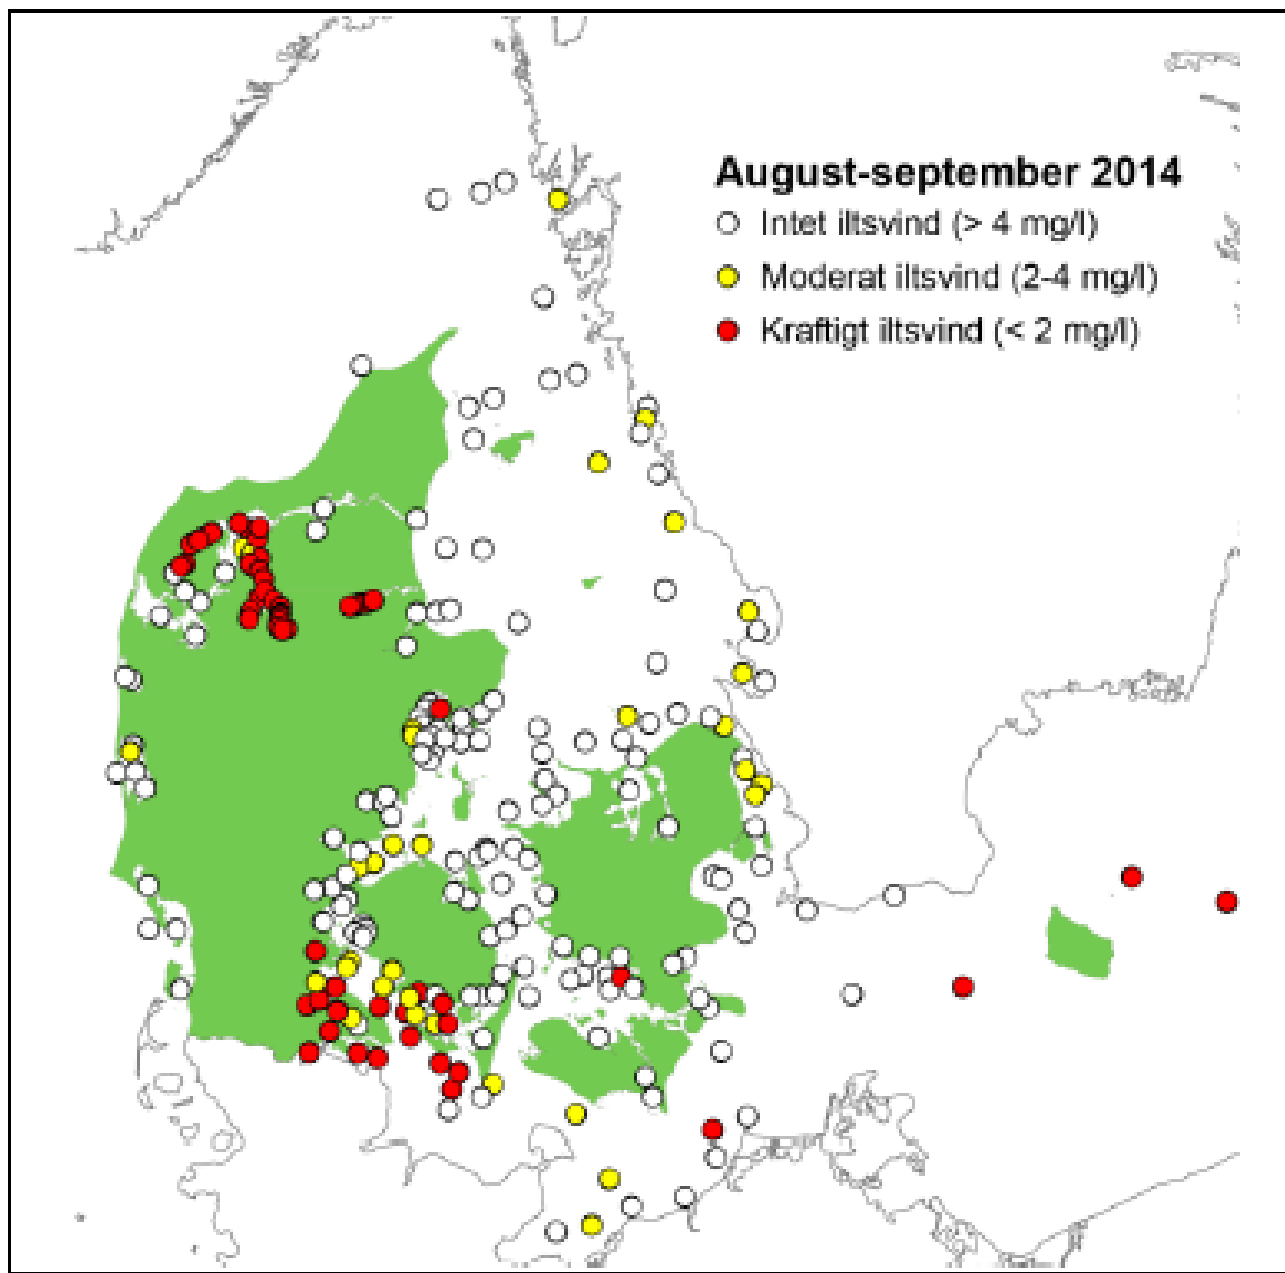 August-september 2014
Intet iltsvind (> 4 mg/l)
Moderat iltsvind (2-4 mg/l)
Kraftigt iltsvind (< 2 mg/l)